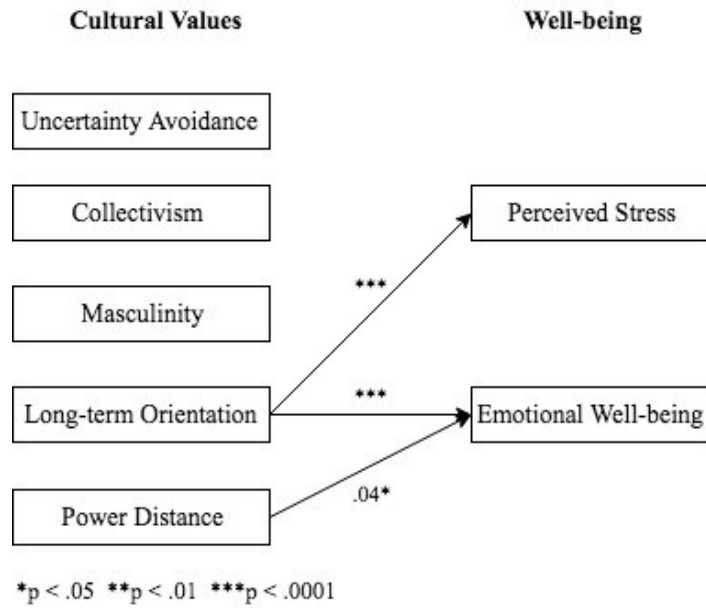 Cultural Values
Well-being
Uncertainty Avoidance
Collectivism
Perceived Stress
***
Masculinity
Long-term Orientation
***
Emotional Well-being
.04*
Power Distance
*p < .05 **p < .01 ***p < .0001